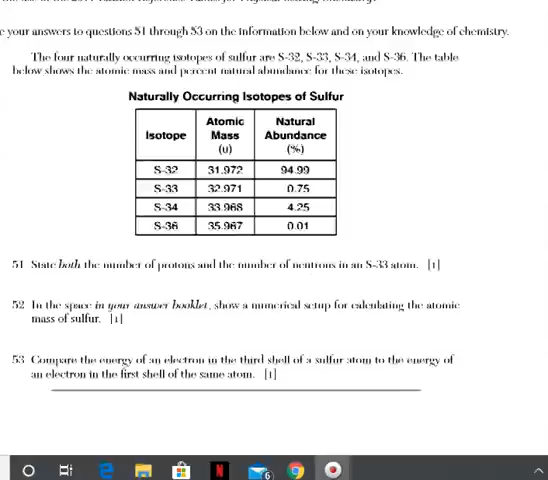 e your answers to questions 51 through 53 on the information below and on your knowledge of chemistry.
The four naturally occurring isotopes of sulfur are S-32, S-33, S-34, and S-36. The table
below shows the atomic mass and percent natural abundance for these isotopes.
Naturally Occurring Isotopes of Sulfur
Isotope Atomic Mass (u) Natural Abundance (%)
S-32 31.972 94.99
S-33 32.971 0.75
S-34 33.968 4.25
S-36 35.967 0.01
51 State both the number of protons and the number of neutrons in an S-33 atom. [1]
52 In the space in your answer booklet, show a numerical setup for calculating the atomic
mass of sulfur. [1]
53 Compare the energy of an electron in the third shell of a sulfur atom to the energy of
an electron in the first shell of the same atom. [1]
N
6